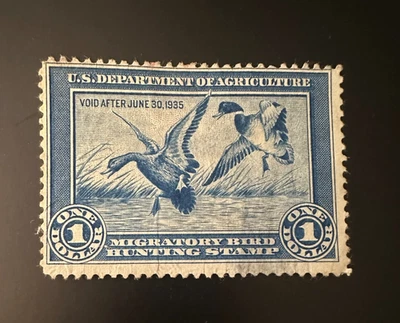 U.S. DEPARTMENT OF AGRICULTURE
VOID AFTER JUNE 30, 1935
ONE
1
DOLLAR
MIGRATORY BIRD
HUNTING STAMP
ONE
1
DOLLAR